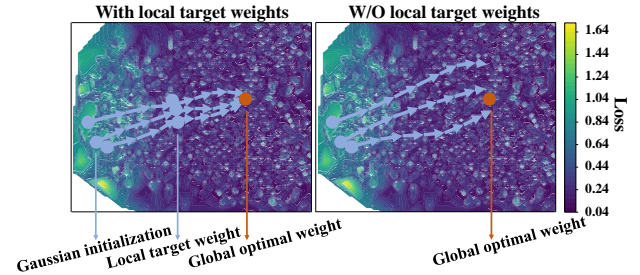 With local target weights
W/O local target weights
1.64
1.44
1.24
1.04
0.84
0.64
0.44
0.24
0.04
Loss
Gaussian initialization
Local target weight
Global optimal weight
Global optimal weight